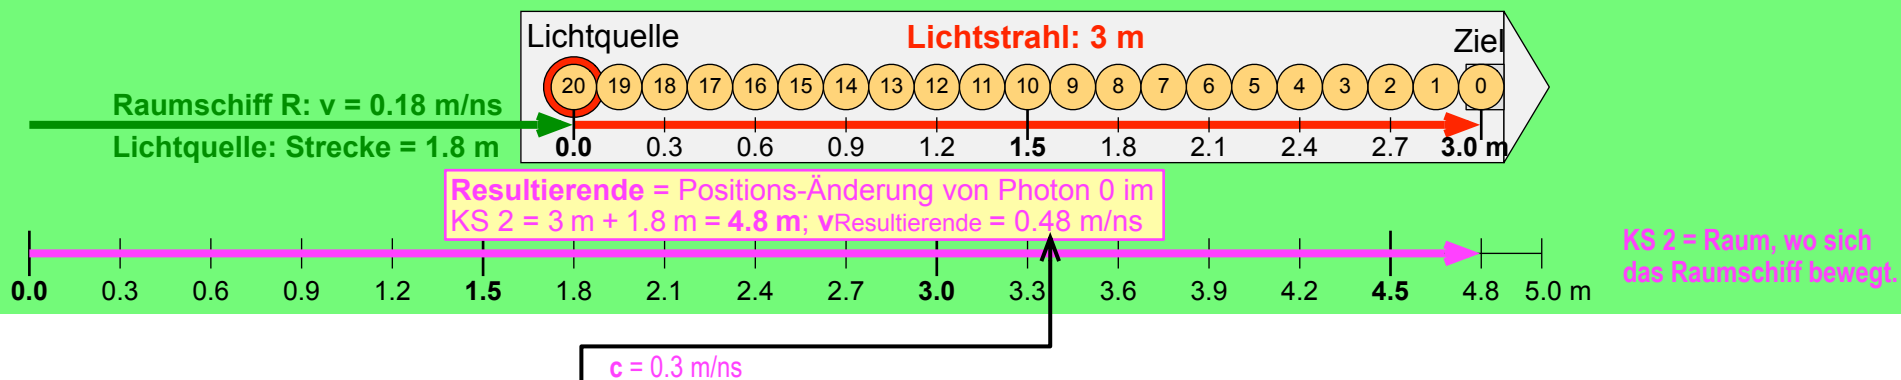 Lichtquelle Lichtstrahl: 3 m Ziel
20 19 18 17 16 15 14 13 12 11 10 9 8 7 6 5 4 3 2 1 0
Raumschiff R: v = 0.18 m/ns
Lichtquelle: Strecke = 1.8 m
0.0 0.3 0.6 0.9 1.2 1.5 1.8 2.1 2.4 2.7 3.0 m
Resultierende = Positions-Änderung von Photon 0 im
KS 2 = 3 m + 1.8 m = 4.8 m; vResultierende = 0.48 m/ns
KS 2 = Raum, wo sich
das Raumschiff bewegt.
0.0 0.3 0.6 0.9 1.2 1.5 1.8 2.1 2.4 2.7 3.0 3.3 3.6 3.9 4.2 4.5 4.8 5.0 m
c = 0.3 m/ns